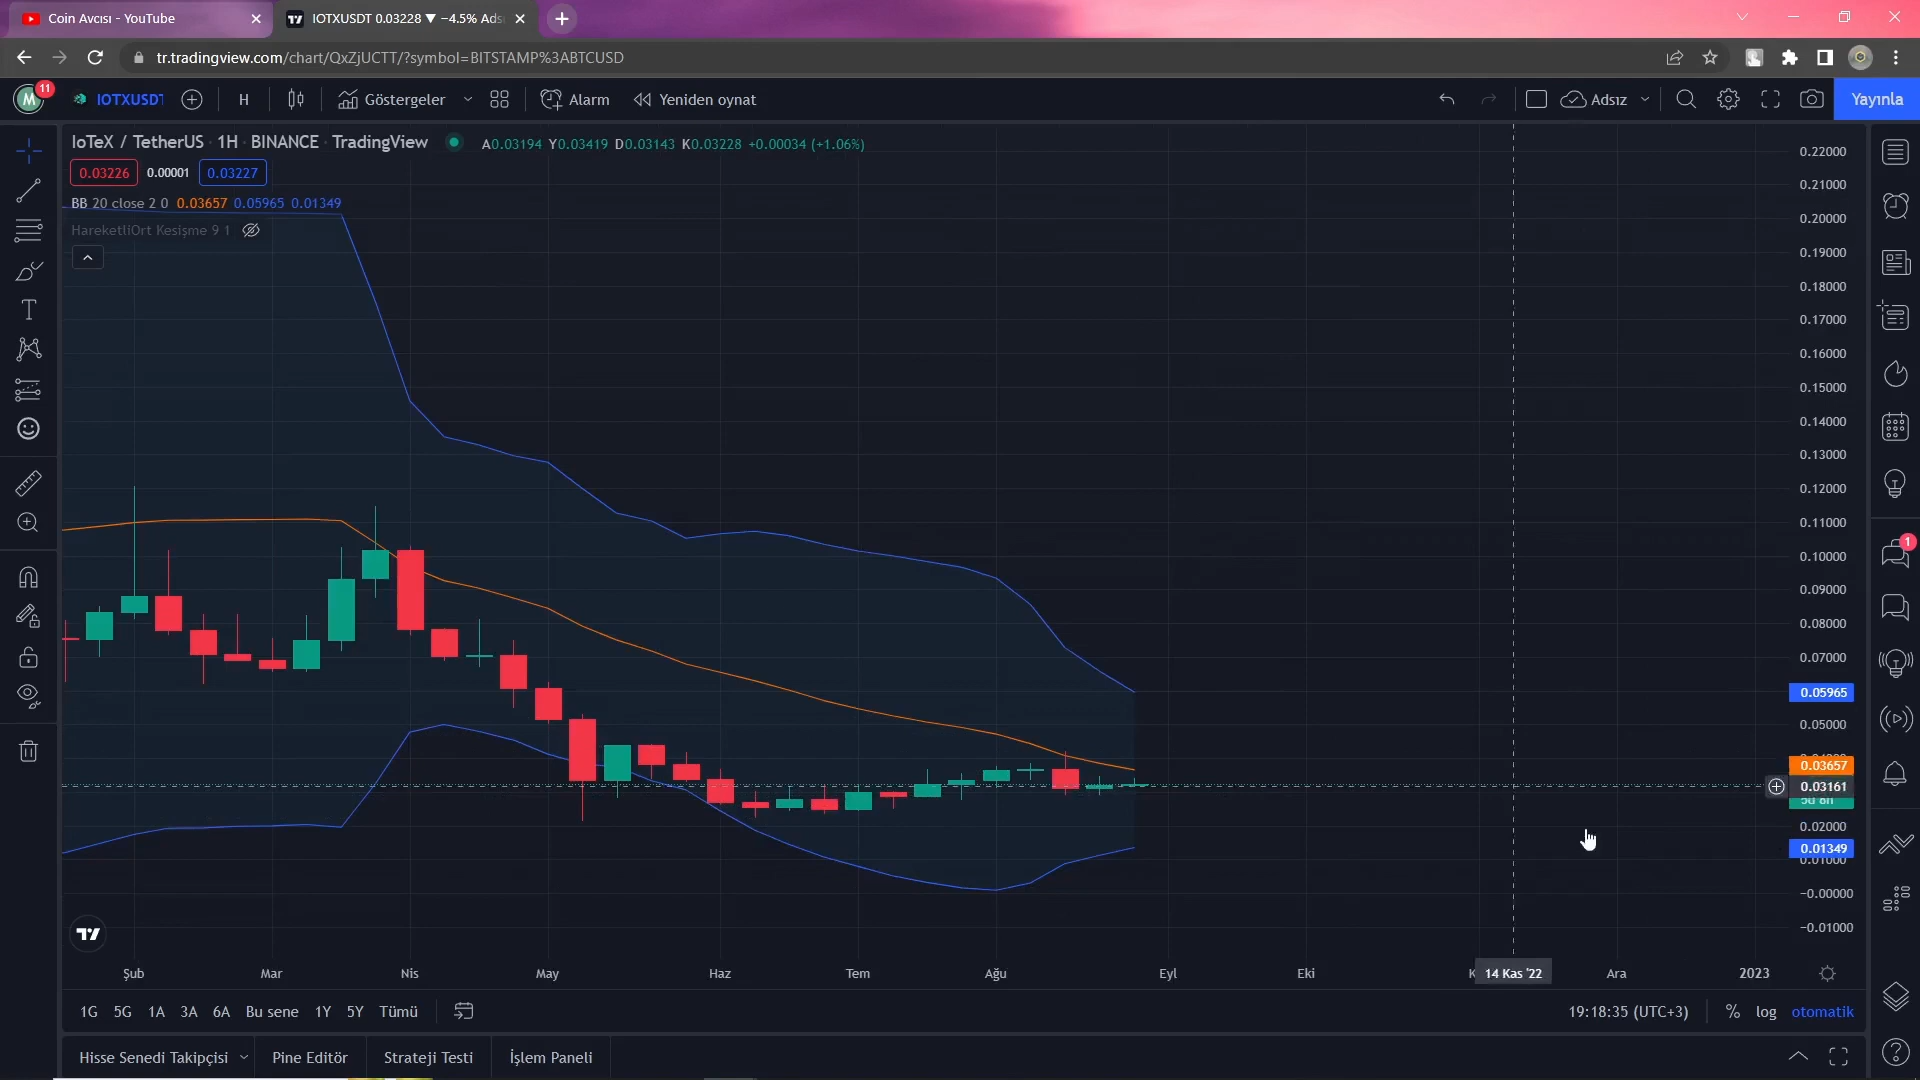 Coin Avcısı - YouTube
IOTXUSDT 0.03228 ▼ −4.5% Ads
tr.tradingview.com/chart/QxZjUCTT/?symbol=BITSTAMP%3ABTCUSD
M 11 IOTXUSDT H Göstergeler Alarm Yeniden oynat Adsız Yayınla
IoTeX / TetherUS · 1H · BINANCE · TradingView A0.03194 Y0.03419 D0.03143 K0.03228 +0.00034 (+1.06%)
0.03226 0.00001 0.03227
BB 20 close 2 0 0.03657 0.05965 0.01349
HareketliOrt Kesişme 9 1
0.22000
0.21000
0.20000
0.19000
0.18000
0.17000
0.16000
0.15000
0.14000
0.13000
0.12000
0.11000
0.10000
0.09000
0.08000
0.07000
0.05965
0.05000
0.03657
0.03161
5g 8h
0.02000
0.01349
0.01000
−0.00000
−0.01000
1
Şub Mar Nis May Haz Tem Ağu Eyl Eki K 14 Kas '22 Ara 2023
1G 5G 1A 3A 6A Bu sene 1Y 5Y Tümü 19:18:35 (UTC+3) % log otomatik
Hisse Senedi Takipçisi Pine Editör Strateji Testi İşlem Paneli